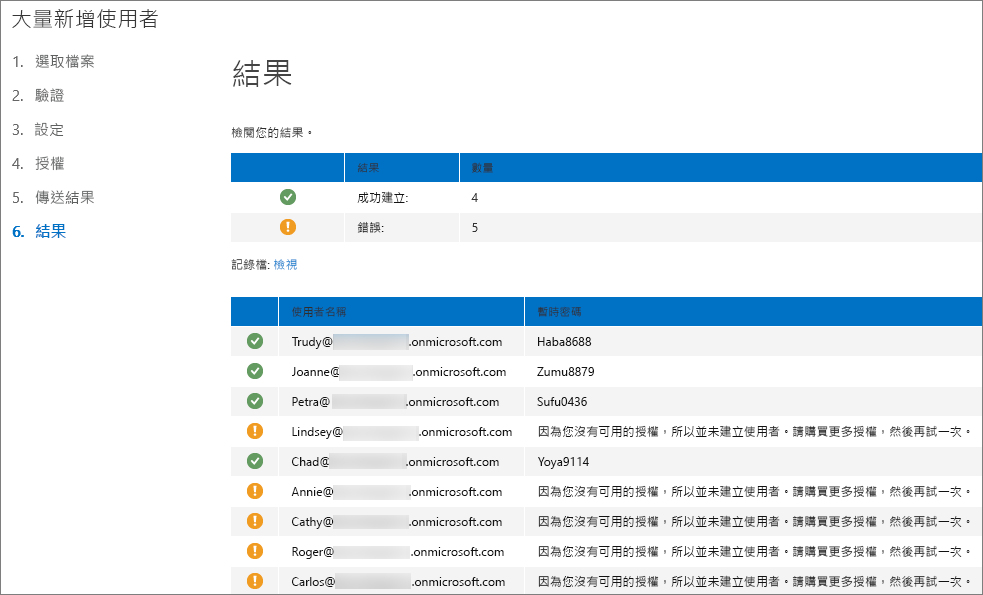 大量新增使用者
1. 選取檔案
2. 驗證
3. 設定
4. 授權
5. 傳送結果
6. 結果
結果
檢閱您的結果。
結果 數量
成功建立: 4
錯誤: 5
記錄檔: 檢視
使用者名稱 暫時密碼
Trudy@ .onmicrosoft.com Haba8688
Joanne@ .onmicrosoft.com Zumu8879
Petra@ .onmicrosoft.com Sufu0436
Lindsey@ .onmicrosoft.com 因為您沒有可用的授權，所以並未建立使用者。請購買更多授權，然後再試一次。
Chad@ .onmicrosoft.com Yoya9114
Annie@ .onmicrosoft.com 因為您沒有可用的授權，所以並未建立使用者。請購買更多授權，然後再試一次。
Cathy@ .onmicrosoft.com 因為您沒有可用的授權，所以並未建立使用者。請購買更多授權，然後再試一次。
Roger@ .onmicrosoft.com 因為您沒有可用的授權，所以並未建立使用者。請購買更多授權，然後再試一次。
Carlos@ .onmicrosoft.com 因為您沒有可用的授權，所以並未建立使用者。請購買更多授權，然後再試一次。